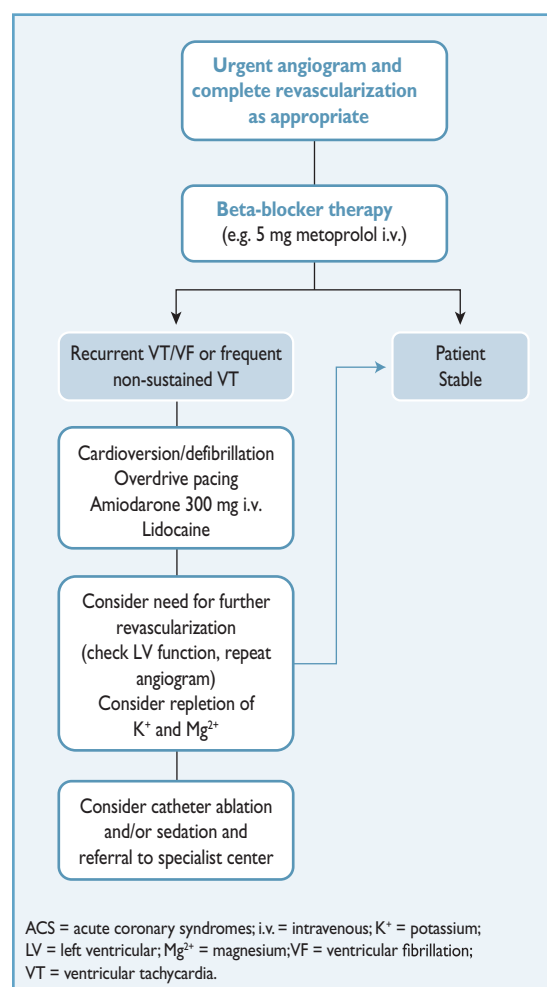 Urgent angiogram and
complete revascularization
as appropriate
Beta-blocker therapy
(e.g. 5 mg metoprolol i.v.)
Recurrent VT/VF or frequent
non-sustained VT
Patient
Stable
Cardioversion/defibrillation
Overdrive pacing
Amiodarone 300 mg i.v.
Lidocaine
Consider need for further
revascularization
(check LV function, repeat
angiogram)
Consider repletion of
K⁺ and Mg²⁺
Consider catheter ablation
and/or sedation and
referral to specialist center
ACS = acute coronary syndromes; i.v. = intravenous; K⁺ = potassium;
LV = left ventricular; Mg²⁺ = magnesium; VF = ventricular fibrillation;
VT = ventricular tachycardia.